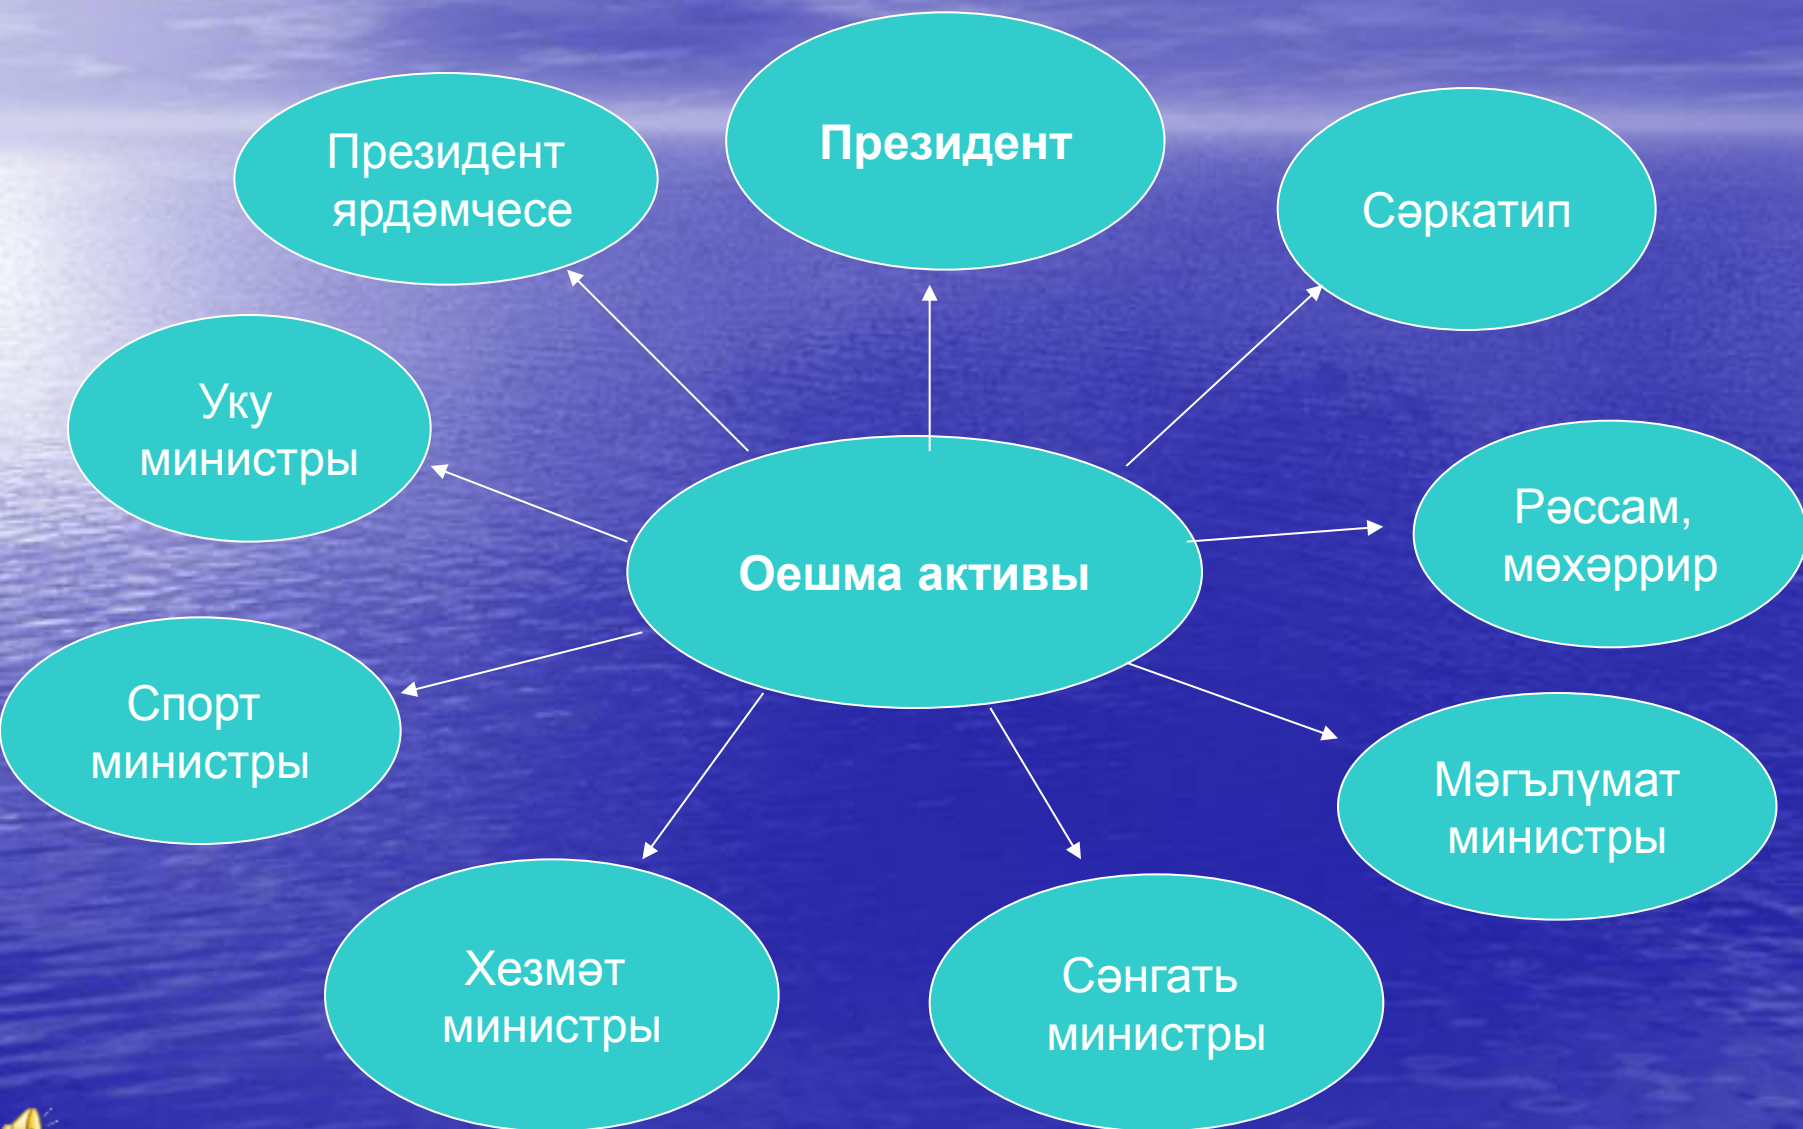 Президент
Президент
ярдәмчесе
Сәркатип
Уку
министры
Оешма активы
Рәссам,
мөхәррир
Спорт
министры
Мәгълүмат
министры
Хезмәт
министры
Сәнгать
министры